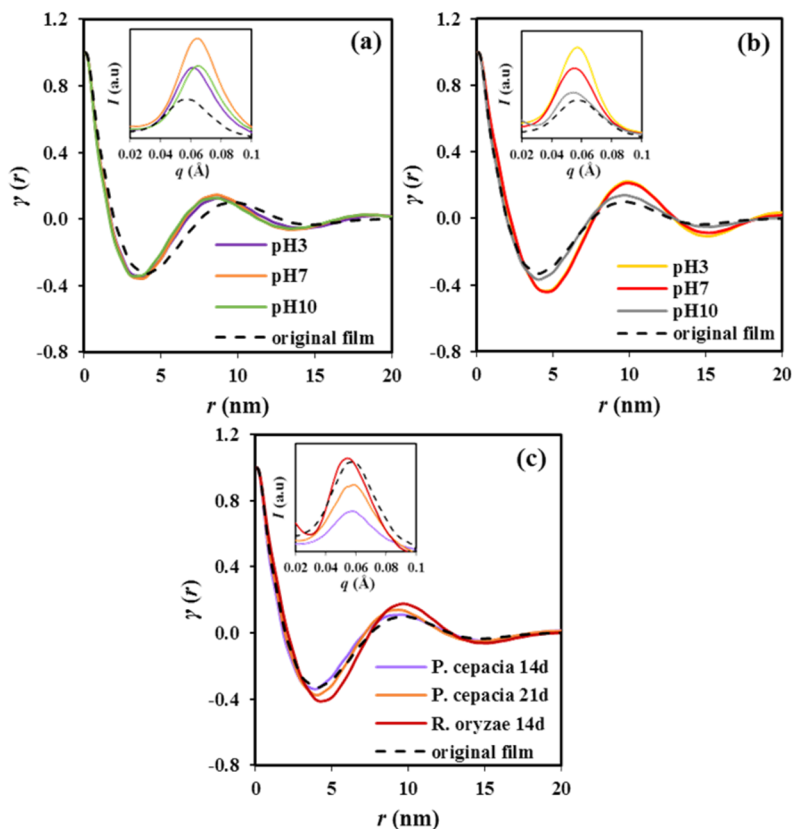 (a)
1.2
0.8
0.4
0.0
-0.4
-0.8
γ (r)
I (a.u)
0.02 0.04 0.06 0.08 0.1
q (Å)
pH3
pH7
pH10
original film
0 5 10 15 20
r (nm)
(b)
1.2
0.8
0.4
0.0
-0.4
-0.8
γ (r)
I (a.u)
0.02 0.04 0.06 0.08 0.1
q (Å)
pH3
pH7
pH10
original film
0 5 10 15 20
r (nm)
(c)
1.2
0.8
0.4
0.0
-0.4
-0.8
γ (r)
I (a.u)
0.02 0.04 0.06 0.08 0.1
q (Å)
P. cepacia 14d
P. cepacia 21d
R. oryzae 14d
original film
0 5 10 15 20
r (nm)